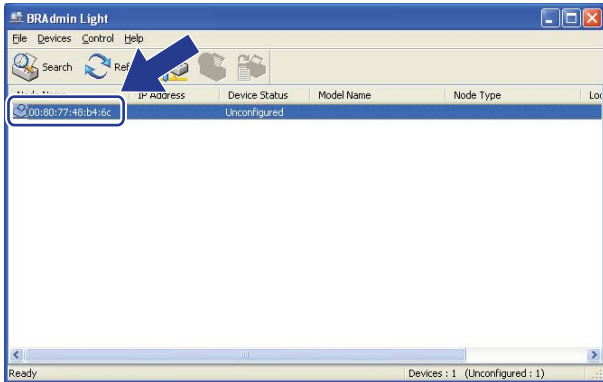 BRAdmin Light
File Devices Control Help
Search
IP Address Device Status Model Name Node Type
00:80:77:48:b4:6c Unconfigured
Ready Devices : 1 (Unconfigured : 1)